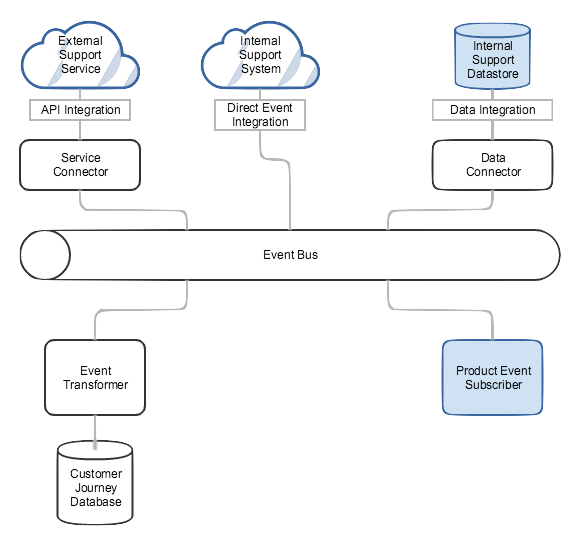 External
Support
Service
Internal
Support
System
Internal
Support
Datastore
API Integration
Direct Event
Integration
Data Integration
Service
Connector
Data
Connector
Event Bus
Event
Transformer
Product Event
Subscriber
Customer
Journey
Database